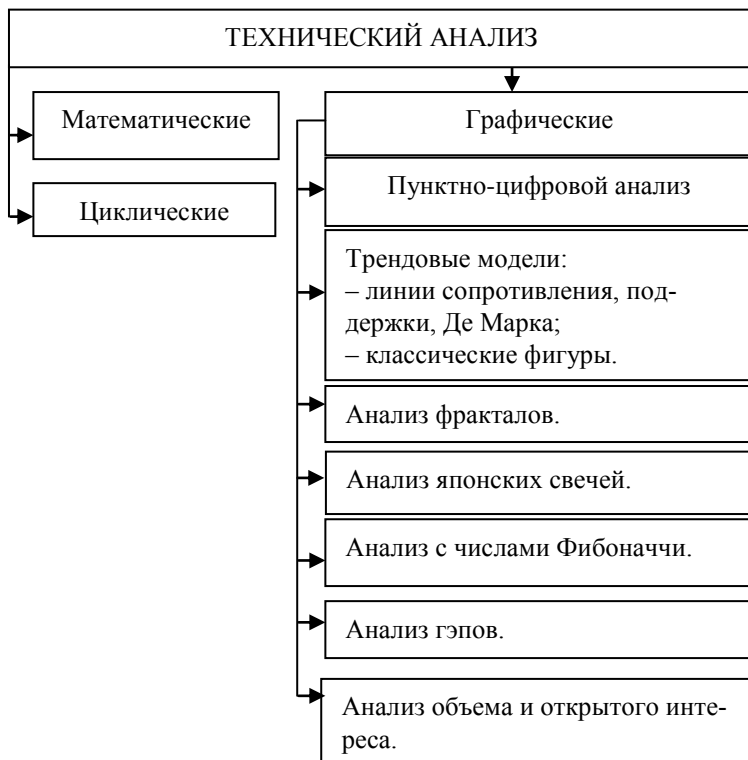 ТЕХНИЧЕСКИЙ АНАЛИЗ
Математические
Циклические
Графические
Пунктно-цифровой анализ
Трендовые модели:
– линии сопротивления, под-
держки, Де Марка;
– классические фигуры.
Анализ фракталов.
Анализ японских свечей.
Анализ с числами Фибоначчи.
Анализ гэпов.
Анализ объема и открытого инте-
реса.